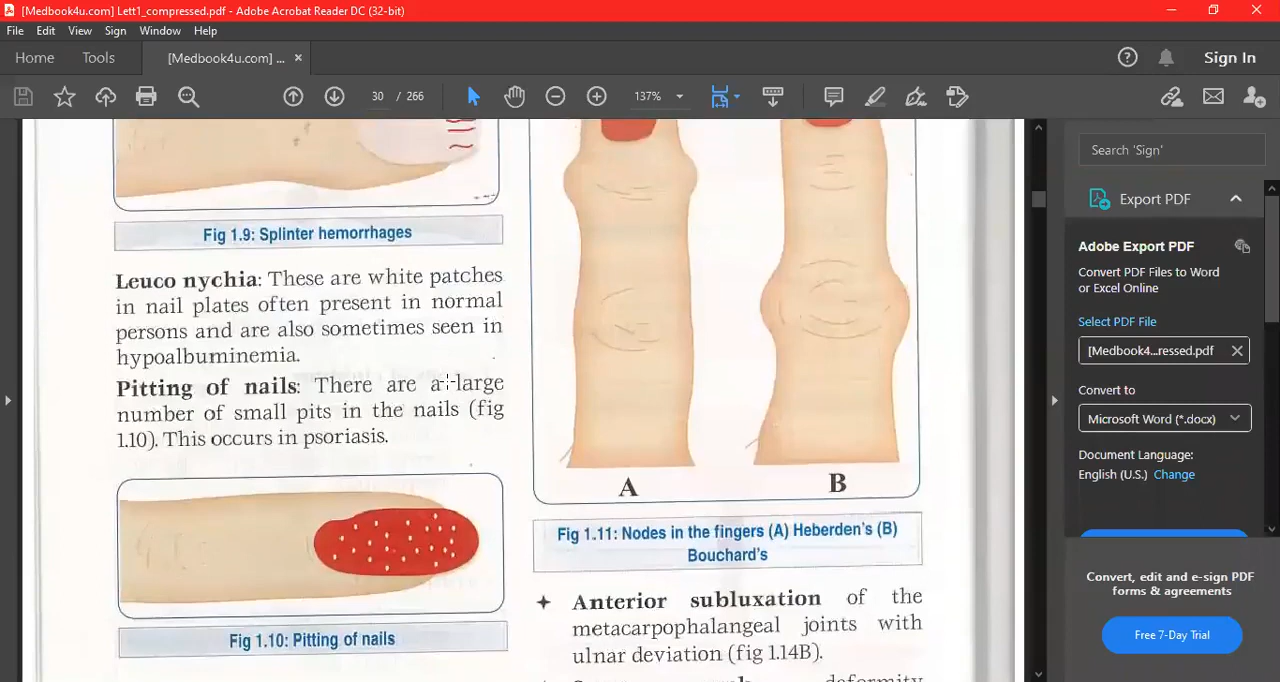 [Medbook4u.com] Lett1_compressed.pdf - Adobe Acrobat Reader DC (32-bit)
File Edit View Sign Window Help
Home Tools [Medbook4u.com] ... × Sign In
30 / 266 137%
Fig 1.9: Splinter hemorrhages
Leuco nychia: These are white patches
in nail plates often present in normal
persons and are also sometimes seen in
hypoalbuminemia.
Pitting of nails: There are a large
number of small pits in the nails (fig
1.10). This occurs in psoriasis.
Fig 1.10: Pitting of nails
A B
Fig 1.11: Nodes in the fingers (A) Heberden's (B)
Bouchard's
Anterior subluxation of the
metacarpophalangeal joints with
ulnar deviation (fig 1.14B).
deformity
Search 'Sign'
Export PDF
Adobe Export PDF
Convert PDF Files to Word
or Excel Online
Select PDF File
[Medbook4...ressed.pdf
Convert to
Microsoft Word (*.docx)
Document Language:
English (U.S.) Change
Convert, edit and e-sign PDF
forms & agreements
Free 7-Day Trial